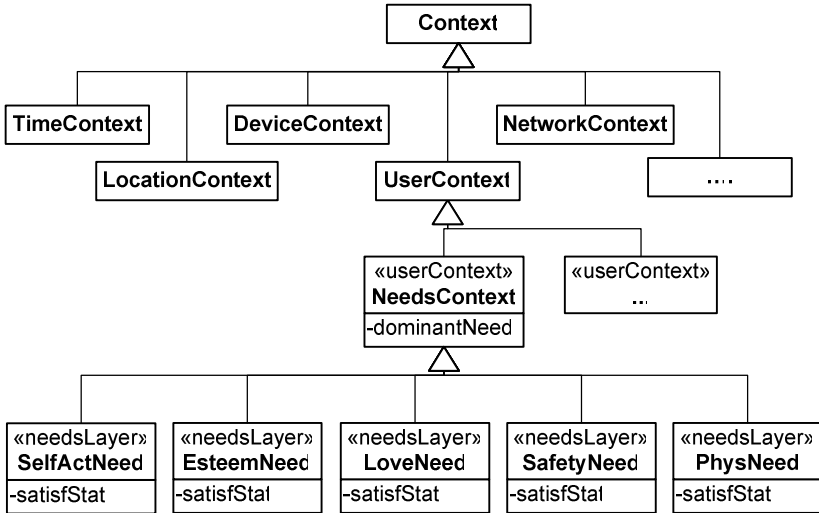 Context
TimeContext
DeviceContext
NetworkContext
LocationContext
UserContext
....
«userContext»
NeedsContext
-dominantNeed
«userContext»
...
«needsLayer»
SelfActNeed
-satisfStat
«needsLayer»
EsteemNeed
-satisfStat
«needsLayer»
LoveNeed
-satisfStat
«needsLayer»
SafetyNeed
-satisfStat
«needsLayer»
PhysNeed
-satisfStat